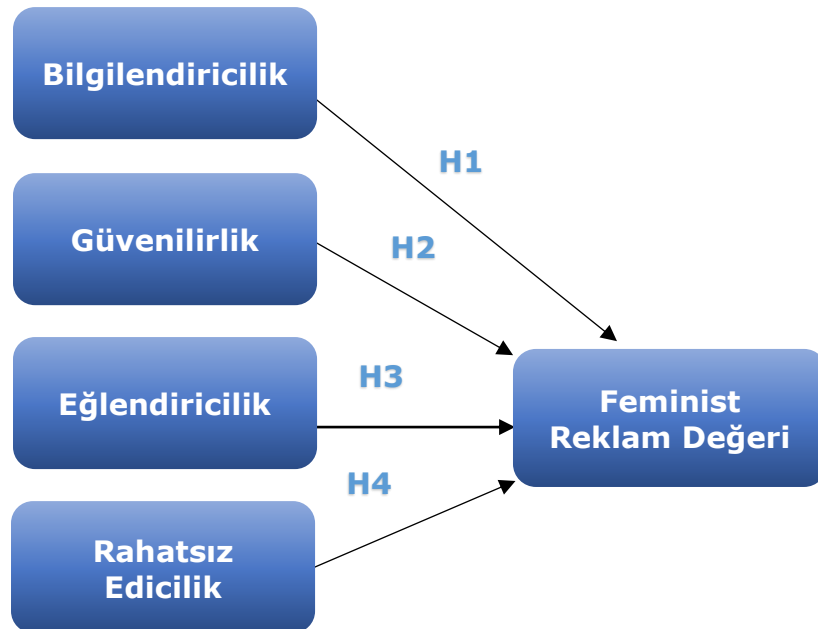 Bilgilendiricilik
H1
Güvenilirlik
H2
Eğlendiricilik
H3
Feminist
Reklam Değeri
H4
Rahatsız
Edicilik